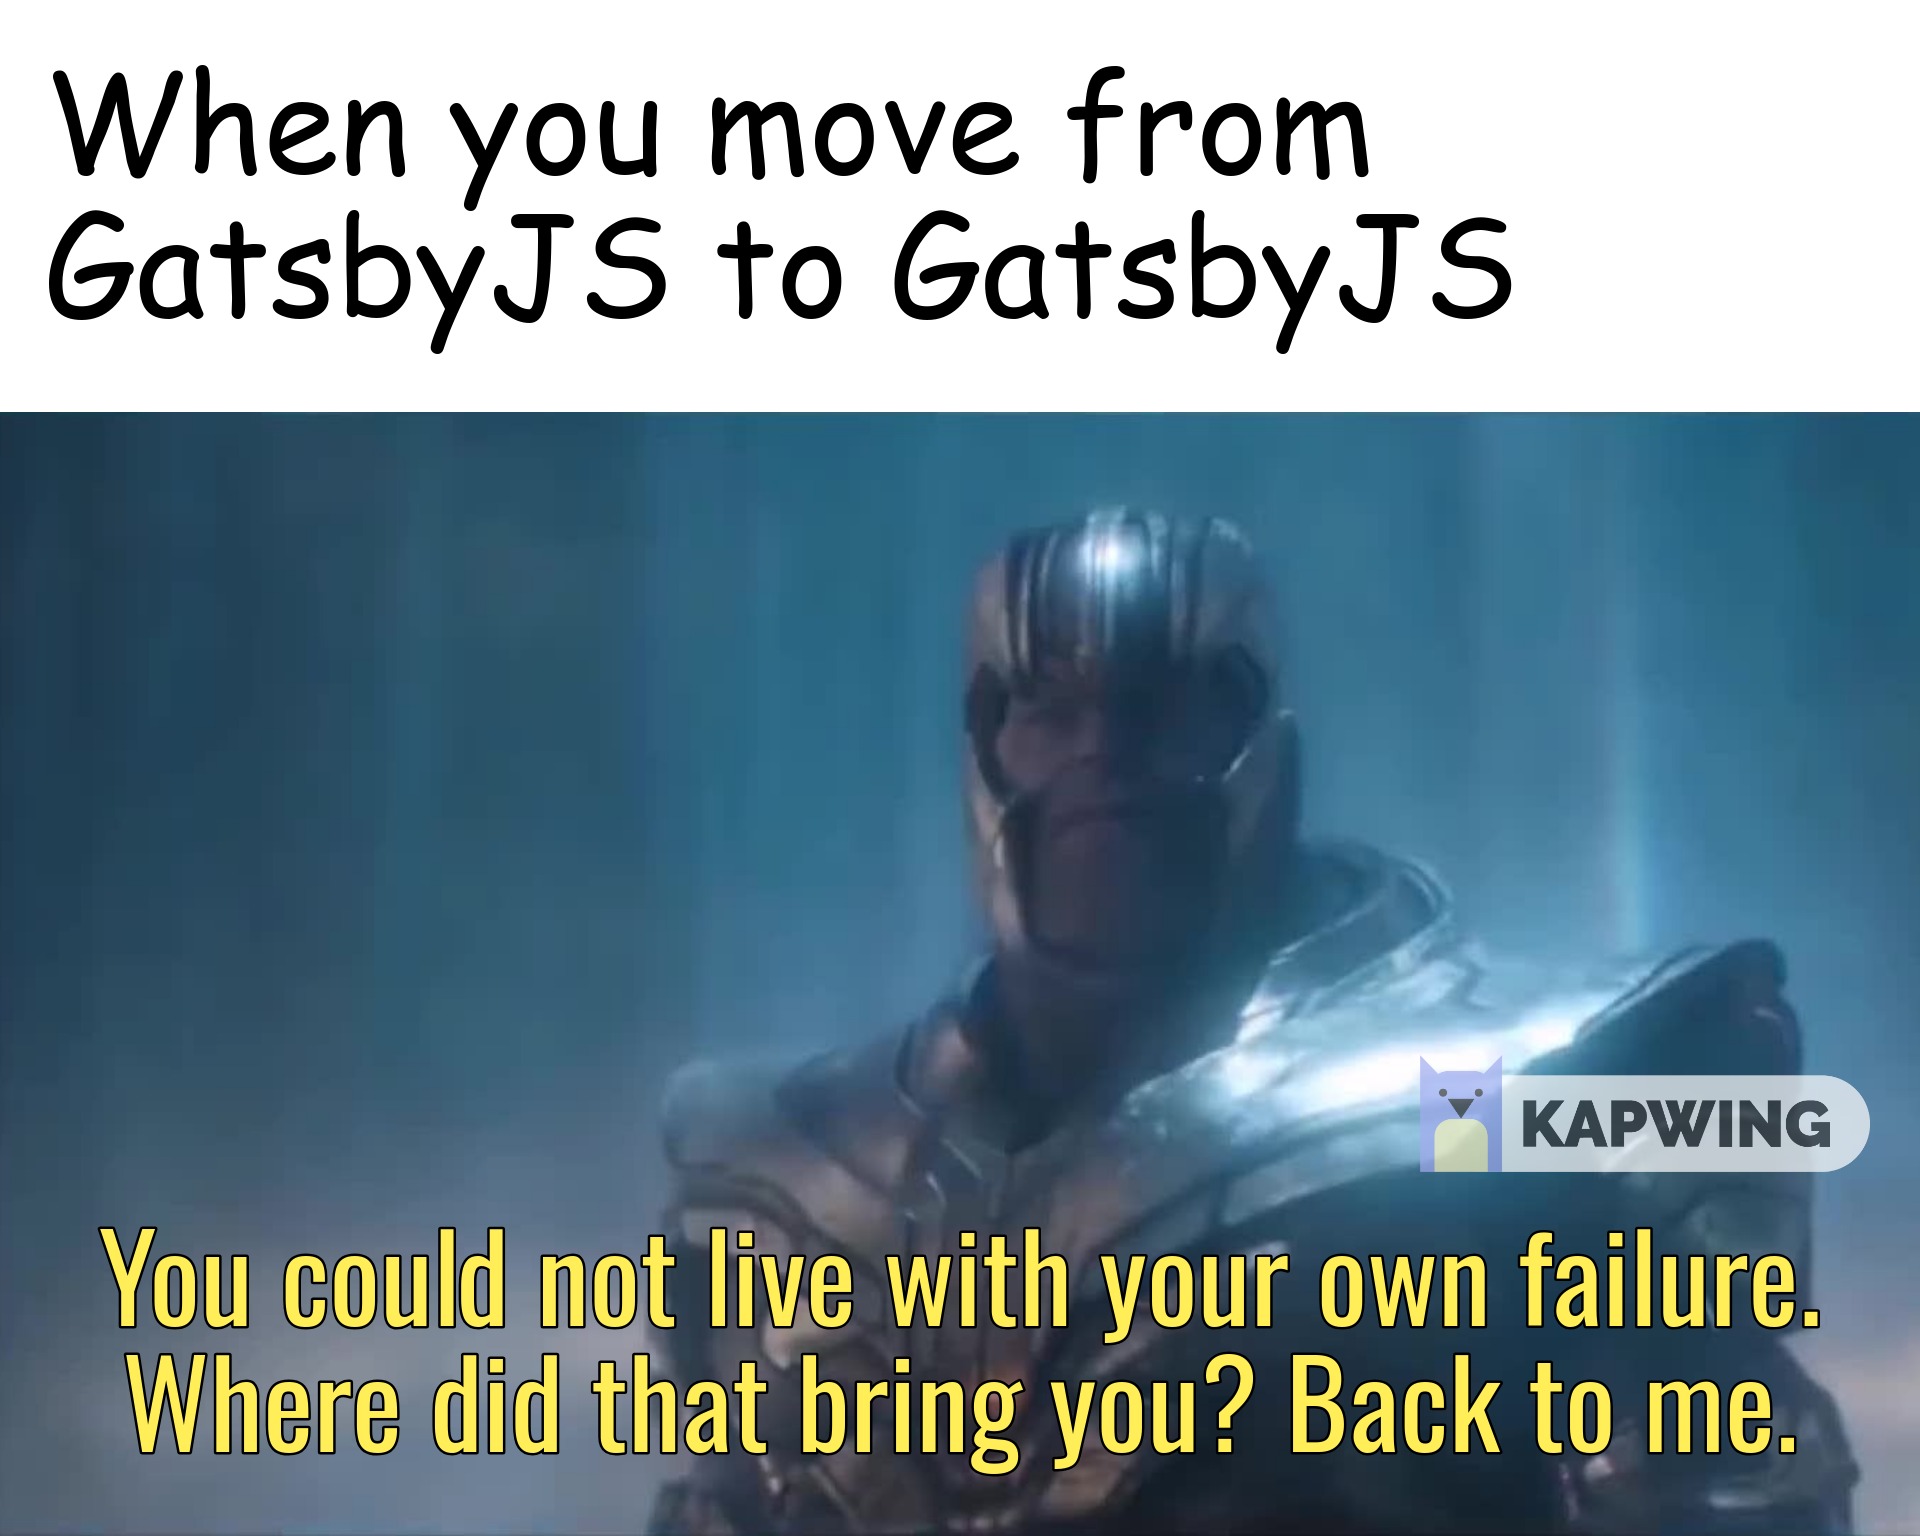 When you move from
GatsbyJS to GatsbyJS
KAPWING
You could not live with your own failure.
Where did that bring you? Back to me.